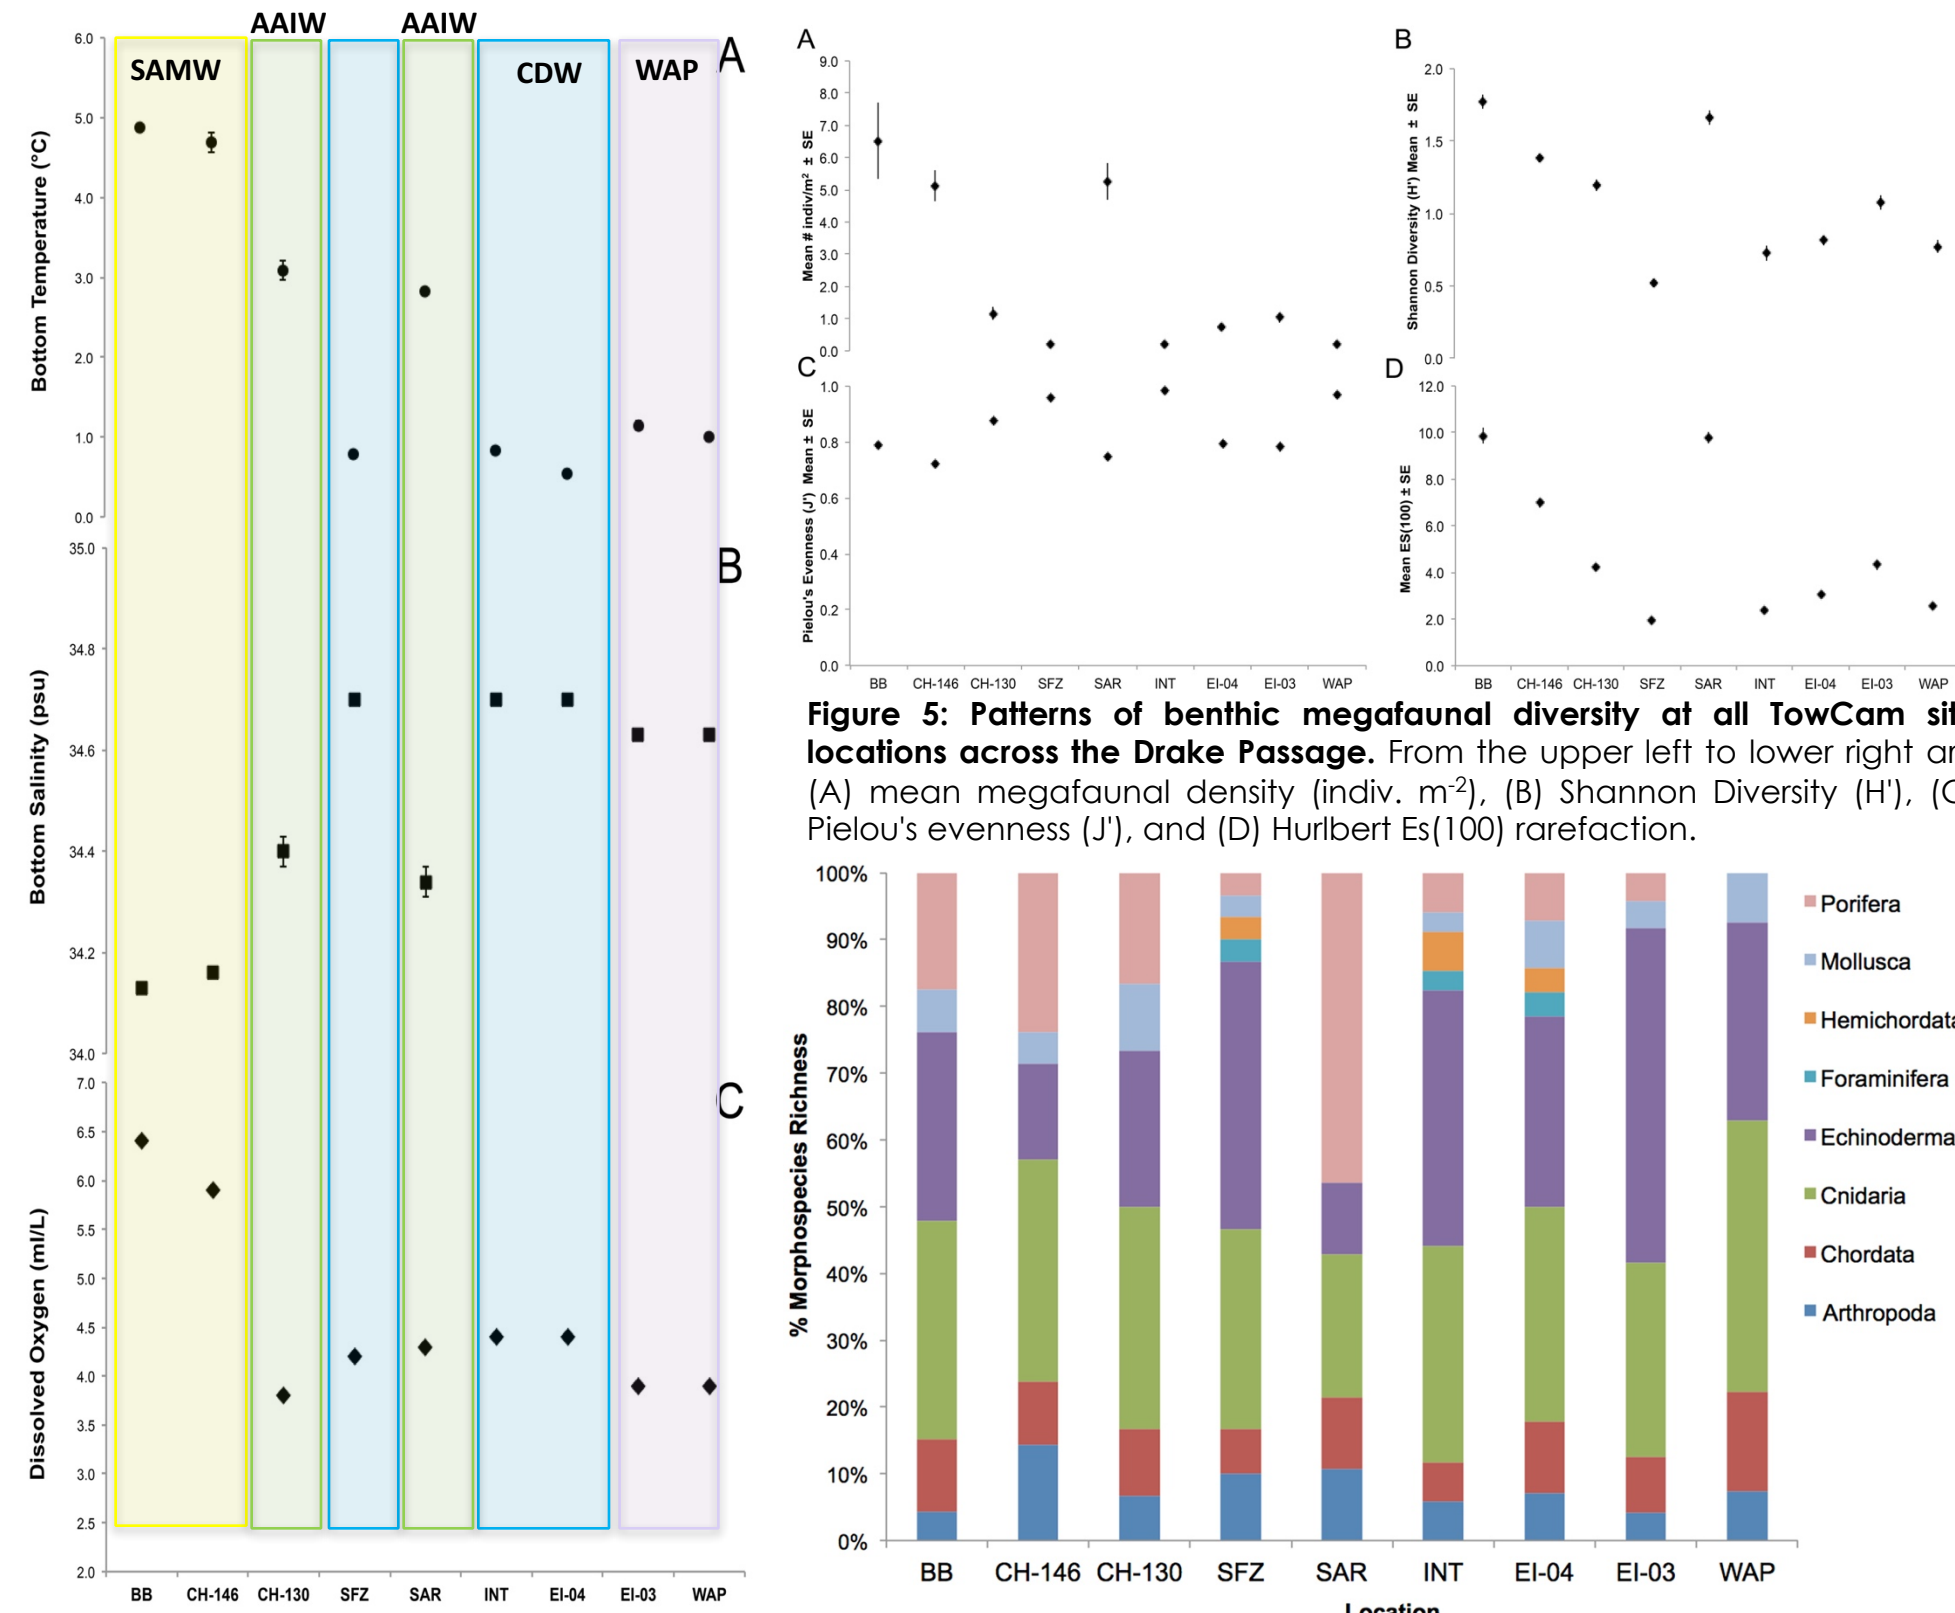 AAIW AAIW
SAMW CDW WAP
A
Bottom Temperature (°C)
6.0
5.0
4.0
3.0
2.0
1.0
0.0
B
Bottom Salinity (psu)
35.0
34.8
34.6
34.4
34.2
34.0
C
Dissolved Oxygen (ml/L)
7.0
6.5
6.0
5.5
5.0
4.5
4.0
3.5
3.0
2.5
2.0
BB CH-146 CH-130 SFZ SAR INT EI-04 EI-03 WAP
A
Mean # indiv/m² ± SE
9.0
8.0
7.0
6.0
5.0
4.0
3.0
2.0
1.0
0.0
B
Shannon Diversity (H') Mean ± SE
2.0
1.5
1.0
0.5
0.0
C
Pielou's Evenness (J') Mean ± SE
1.0
0.8
0.6
0.4
0.2
0.0
BB CH-146 CH-130 SFZ SAR INT EI-04 EI-03 WAP
D
Mean ES(100) ± SE
12.0
10.0
8.0
6.0
4.0
2.0
0.0
BB CH-146 CH-130 SFZ SAR INT EI-04 EI-03 WAP
Figure 5: Patterns of benthic megafaunal diversity at all TowCam sit
locations across the Drake Passage. From the upper left to lower right ar
(A) mean megafaunal density (indiv. m-2), (B) Shannon Diversity (H'), (C
Pielou's evenness (J'), and (D) Hurlbert Es(100) rarefaction.
% Morphospecies Richness
100%
90%
80%
70%
60%
50%
40%
30%
20%
10%
0%
BB CH-146 CH-130 SFZ SAR INT EI-04 EI-03 WAP
Location
Porifera
Mollusca
Hemichordata
Foraminifera
Echinoderma
Cnidaria
Chordata
Arthropoda